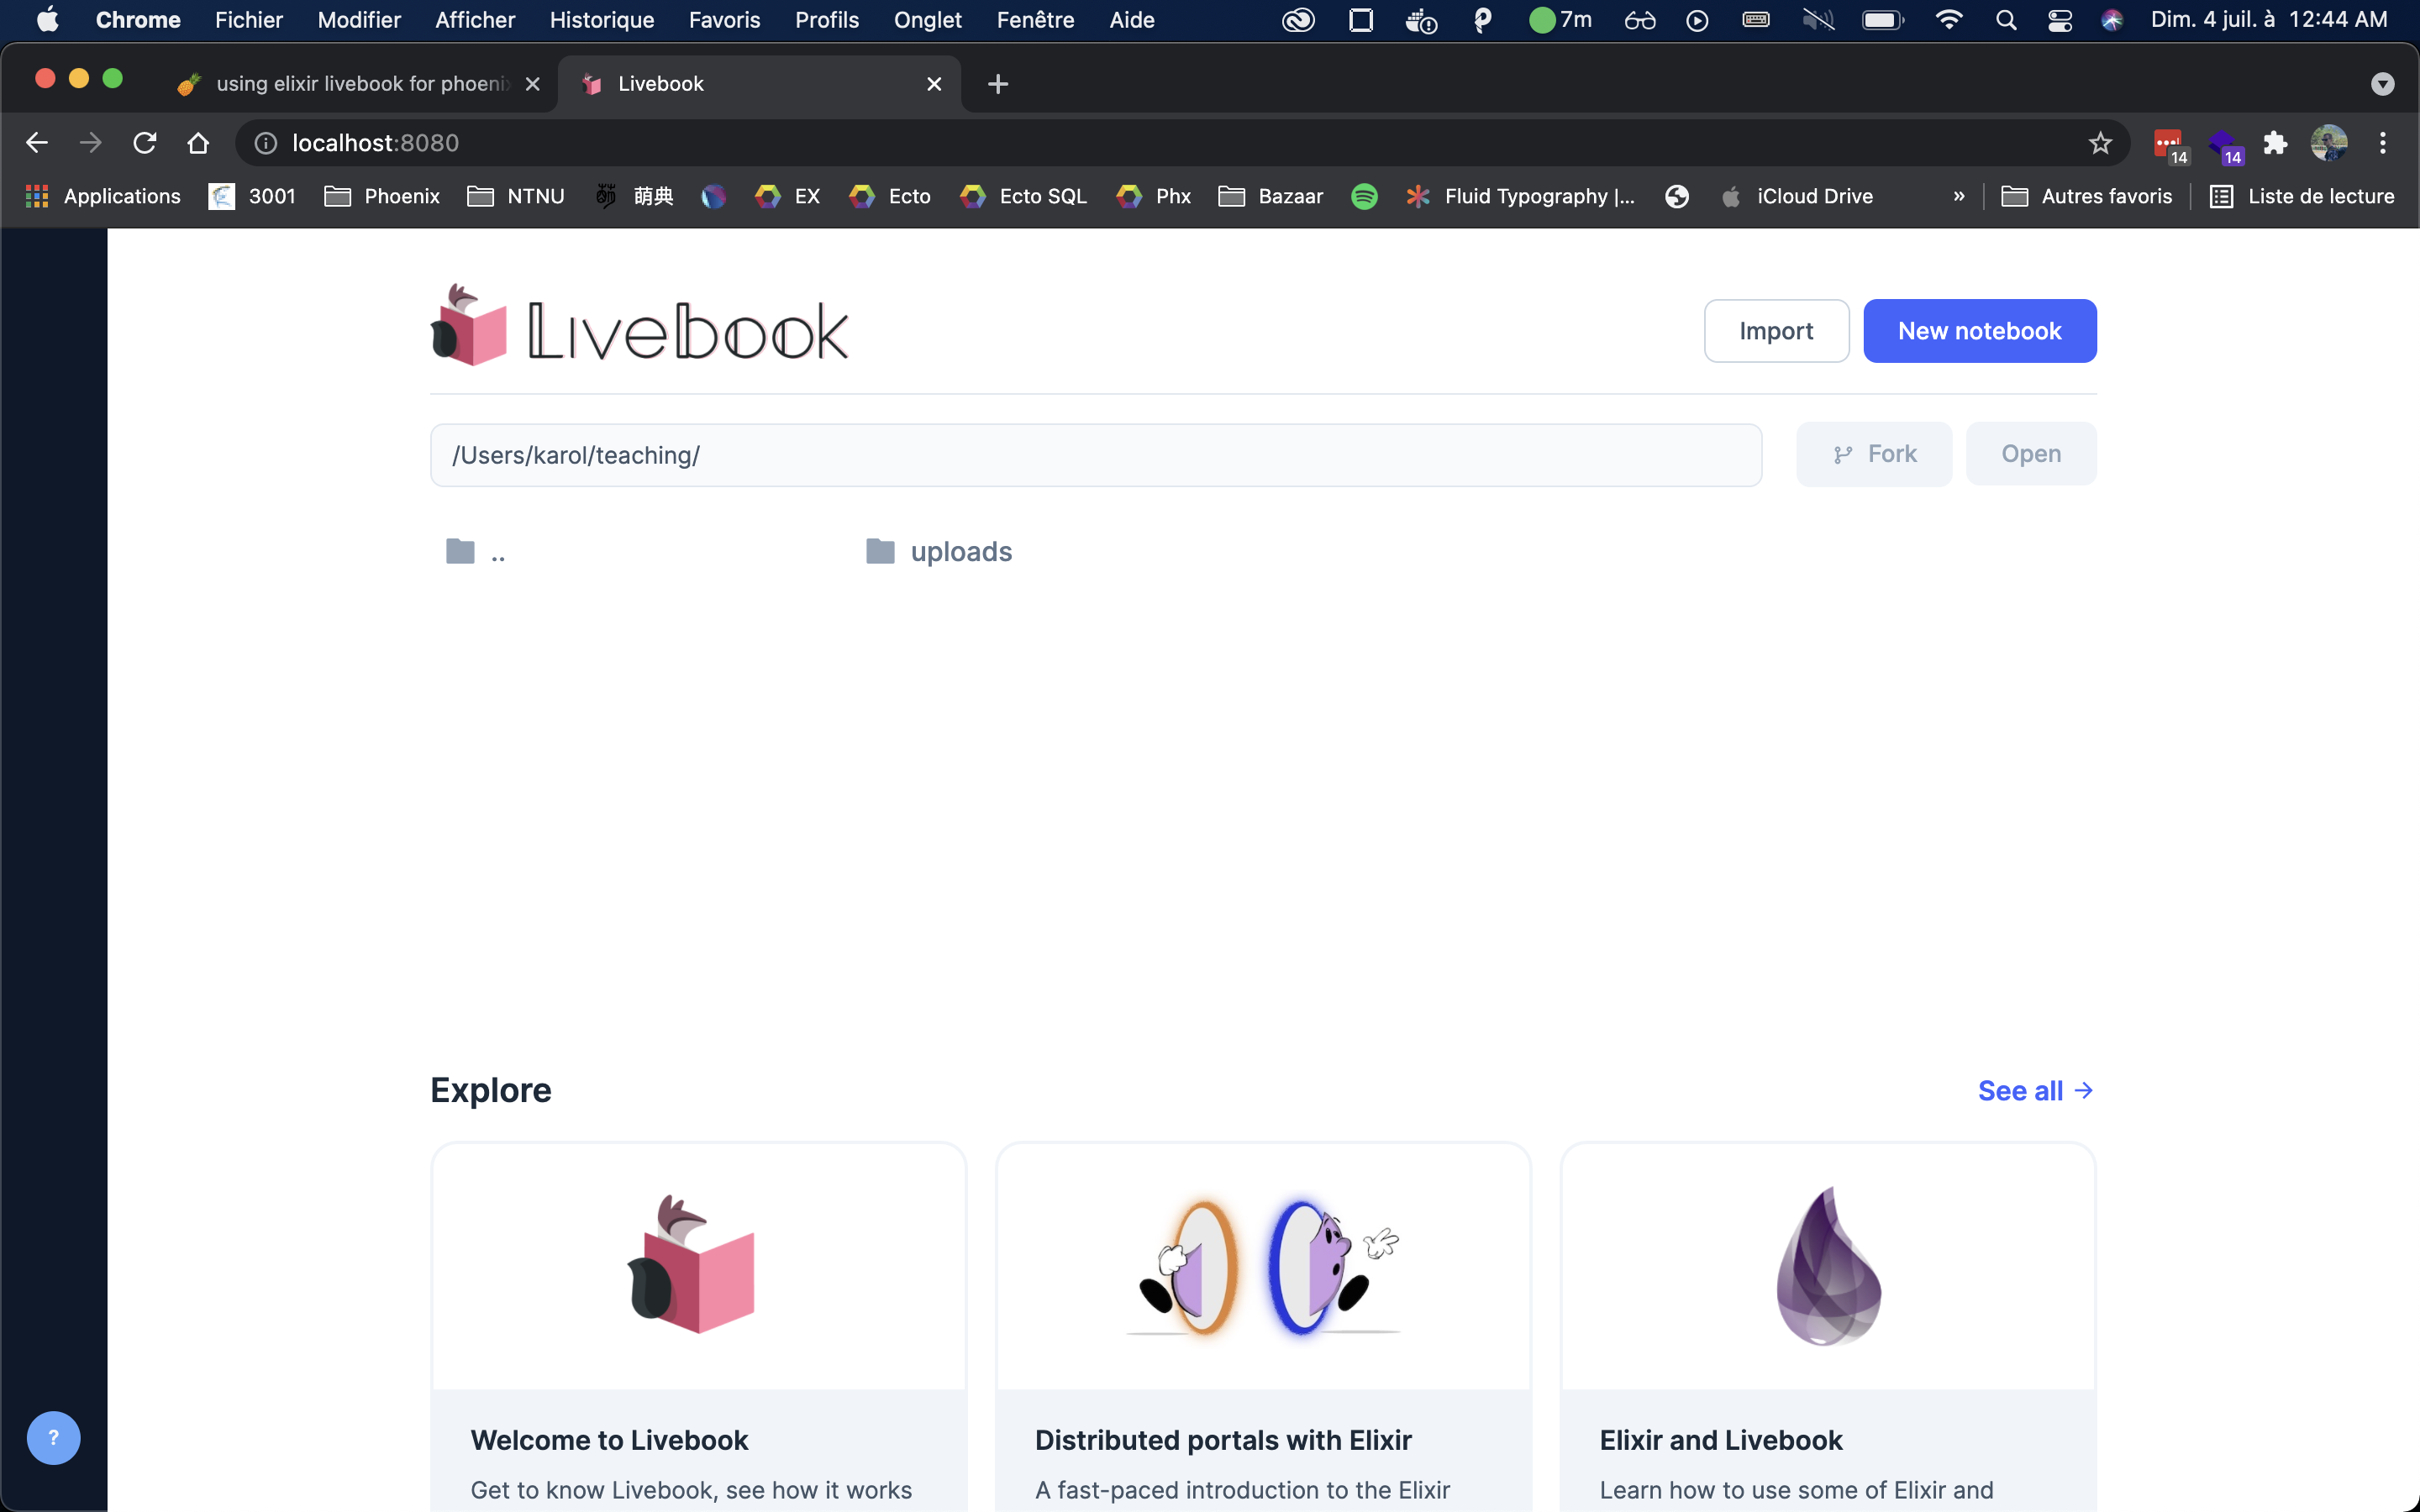 Chrome Fichier Modifier Afficher Historique Favoris Profils Onglet Fenêtre Aide 7m Dim. 4 juil. à 12:44 AM
using elixir livebook for phoenix Livebook
localhost:8080 14 14
Applications 3001 Phoenix NTNU 萌典 EX Ecto Ecto SQL Phx Bazaar Fluid Typography |... iCloud Drive » Autres favoris Liste de lecture
Livebook Import New notebook
/Users/karol/teaching/ Fork Open
.. uploads
Explore See all →
Welcome to Livebook
Get to know Livebook, see how it works
Distributed portals with Elixir
A fast-paced introduction to the Elixir
Elixir and Livebook
Learn how to use some of Elixir and
?